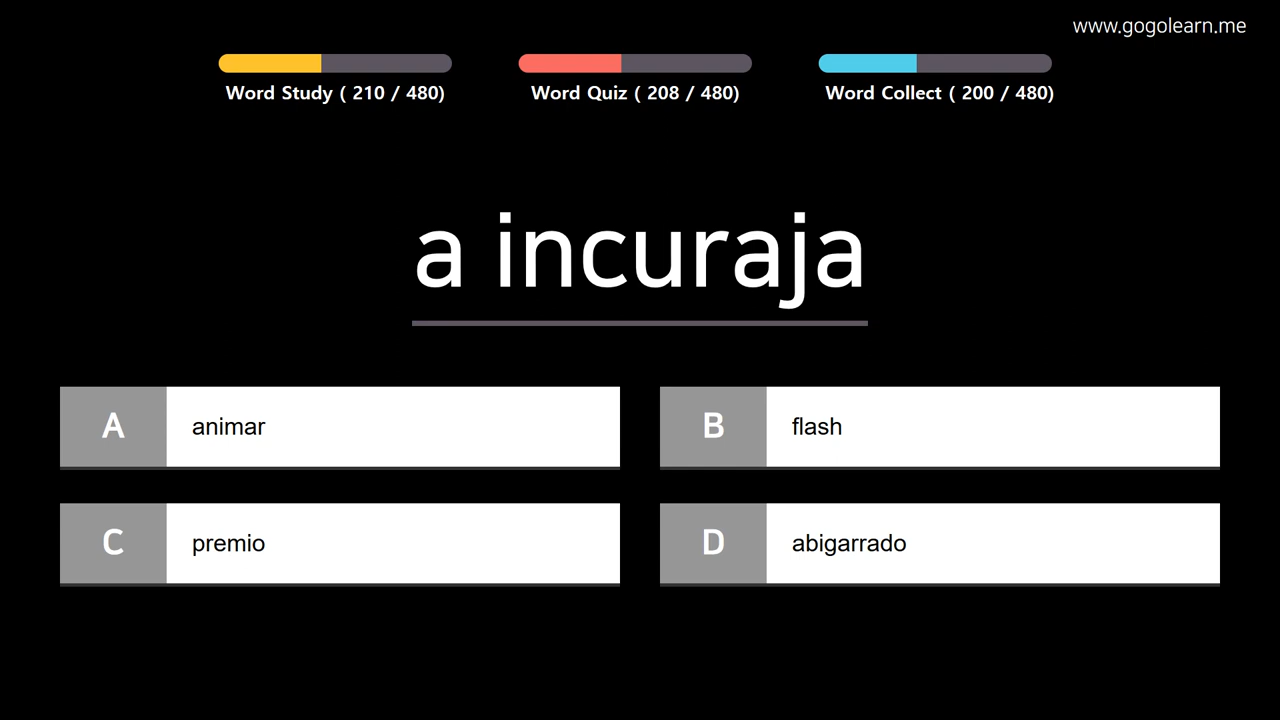 www.gogolearn.me
Word Study ( 210 / 480)
Word Quiz ( 208 / 480)
Word Collect ( 200 / 480)
a incuraja
A animar
B flash
C premio
D abigarrado